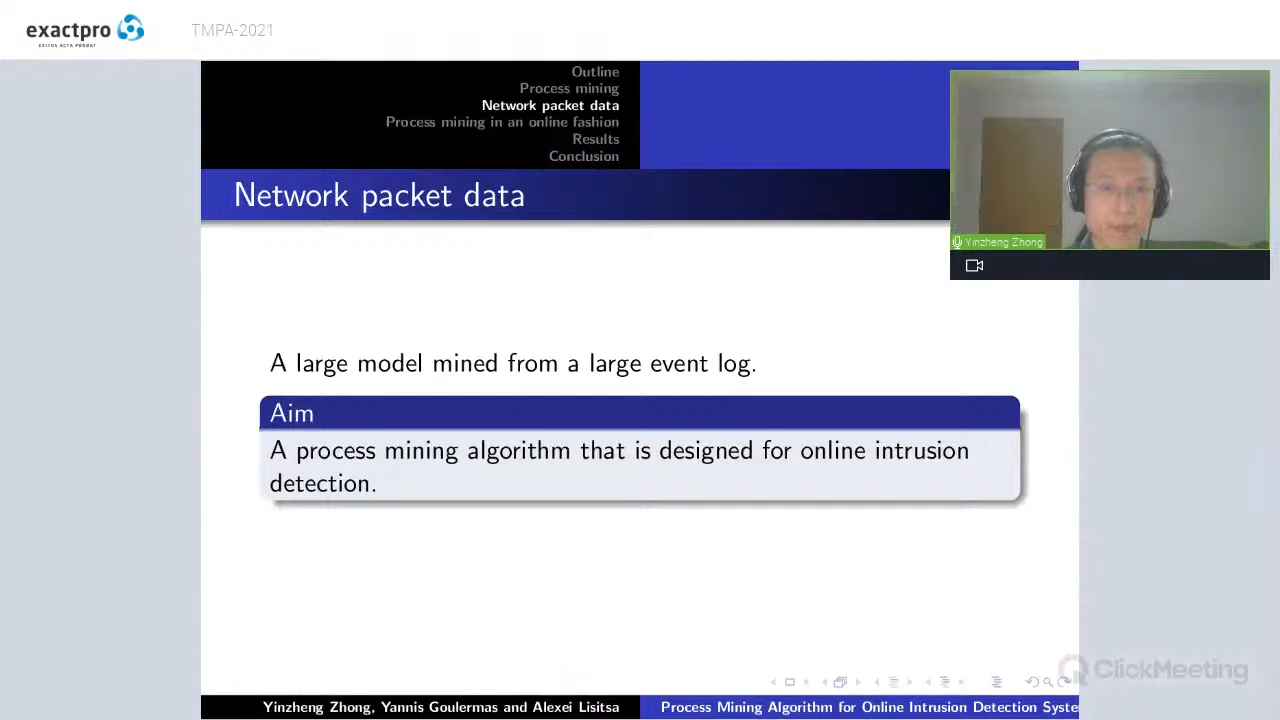 exactpro
EXITUS ACTA PROBAT
TMPA-2021
Outline
Process mining
Network packet data
Process mining in an online fashion
Results
Conclusion
Network packet data
Yinzheng Zhong
A large model mined from a large event log.
Aim
A process mining algorithm that is designed for online intrusion
detection.
ClickMeeting
Yinzheng Zhong, Yannis Goulermas and Alexei Lisitsa
Process Mining Algorithm for Online Intrusion Detection Syste